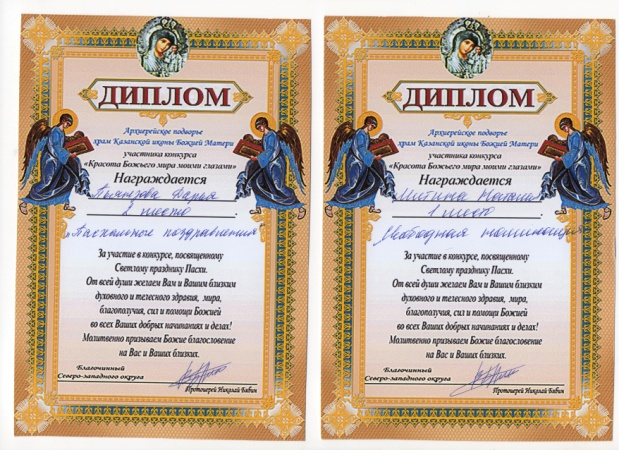 ДИПЛОМ
Архиерейское подворье
храм Казанской иконы Божией Матери
участника конкурса
«Красота Божьего мира моими глазами»
Награждается
Дарья
2 место
"Пасхальное поздравление"
За участие в конкурсе, посвященному
Светлому празднику Пасхи.
От всей души желаем Вам и Вашим близким
духовного и телесного здравия, мира,
благополучия, сил и помощи Божией
во всех Ваших добрых начинаниях и делах!
Молитвенно призываем Божие благословение
на Вас и Ваших близких.
Благочинный
Северо-западного округа
Протоиерей Николай Бабин
ДИПЛОМ
Архиерейское подворье
храм Казанской иконы Божией Матери
участника конкурса
«Красота Божьего мира моими глазами»
Награждается
Митина
1 место
Свободная номинация
За участие в конкурсе, посвященному
Светлому празднику Пасхи.
От всей души желаем Вам и Вашим близким
духовного и телесного здравия, мира,
благополучия, сил и помощи Божией
во всех Ваших добрых начинаниях и делах!
Молитвенно призываем Божие благословение
на Вас и Ваших близких.
Благочинный
Северо-западного округа
Протоиерей Николай Бабин